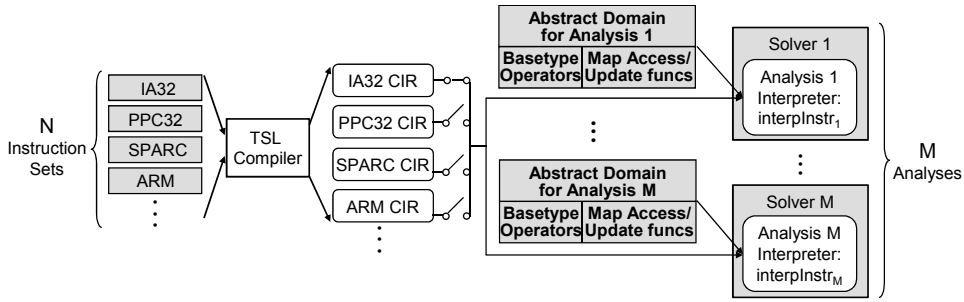 N
Instruction
Sets
IA32
PPC32
SPARC
ARM
TSL
Compiler
IA32 CIR
PPC32 CIR
SPARC CIR
ARM CIR
Abstract Domain
for Analysis 1
Basetype
Operators
Map Access/
Update funcs
Abstract Domain
for Analysis M
Basetype
Operators
Map Access/
Update funcs
Solver 1
Analysis 1
Interpreter:
interpInstr1
Solver M
Analysis M
Interpreter:
interpInstrM
M
Analyses